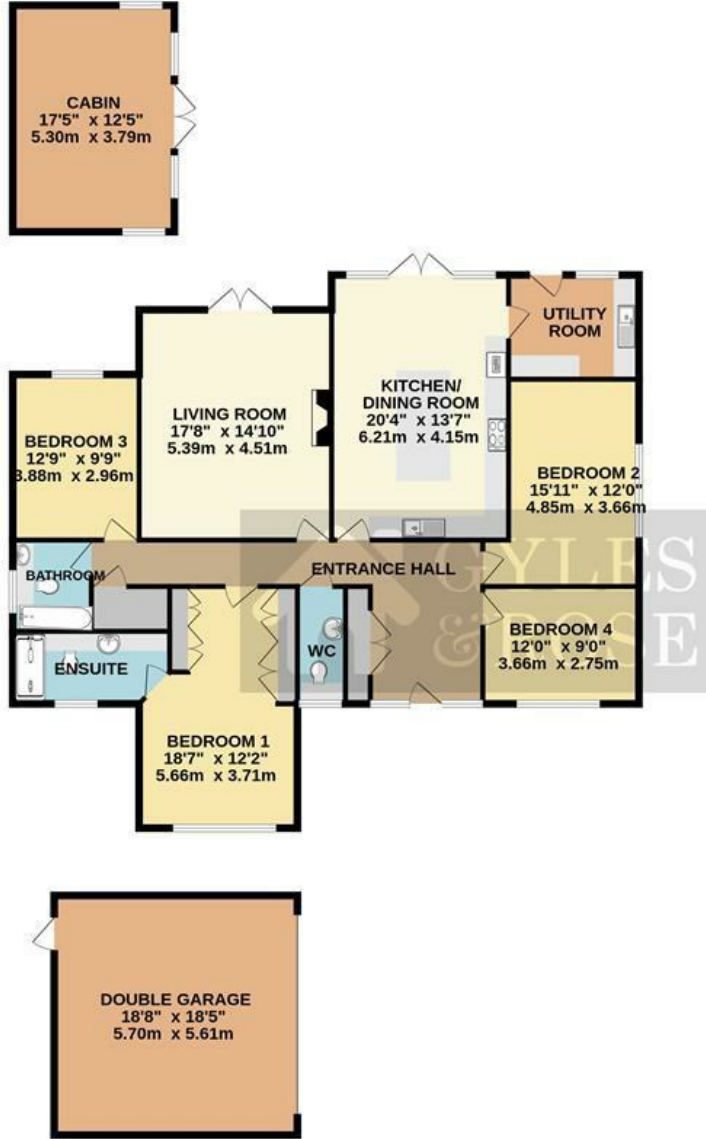 CABIN
17'5" x 12'5"
5.30m x 3.79m
UTILITY
ROOM
KITCHEN/
DINING ROOM
20'4" x 13'7"
6.21m x 4.15m
LIVING ROOM
17'8" x 14'10"
5.39m x 4.51m
BEDROOM 3
12'9" x 9'9"
3.88m x 2.96m
BEDROOM 2
15'11" x 12'0"
4.85m x 3.66m
BATHROOM
ENTRANCE HALL
GYLES
& ROSE
WC
BEDROOM 4
12'0" x 9'0"
3.66m x 2.75m
ENSUITE
BEDROOM 1
18'7" x 12'2"
5.66m x 3.71m
DOUBLE GARAGE
18'8" x 18'5"
5.70m x 5.61m